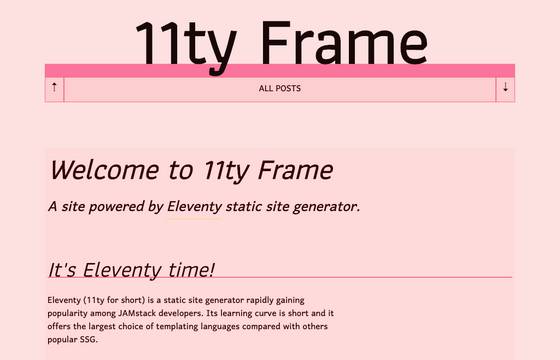 11ty Frame
↑ ALL POSTS ↓
Welcome to 11ty Frame
A site powered by Eleventy static site generator.
It's Eleventy time!
Eleventy (11ty for short) is a static site generator rapidly gaining
popularity among JAMstack developers. Its learning curve is short and it
offers the largest choice of templating languages compared with others
popular SSG.